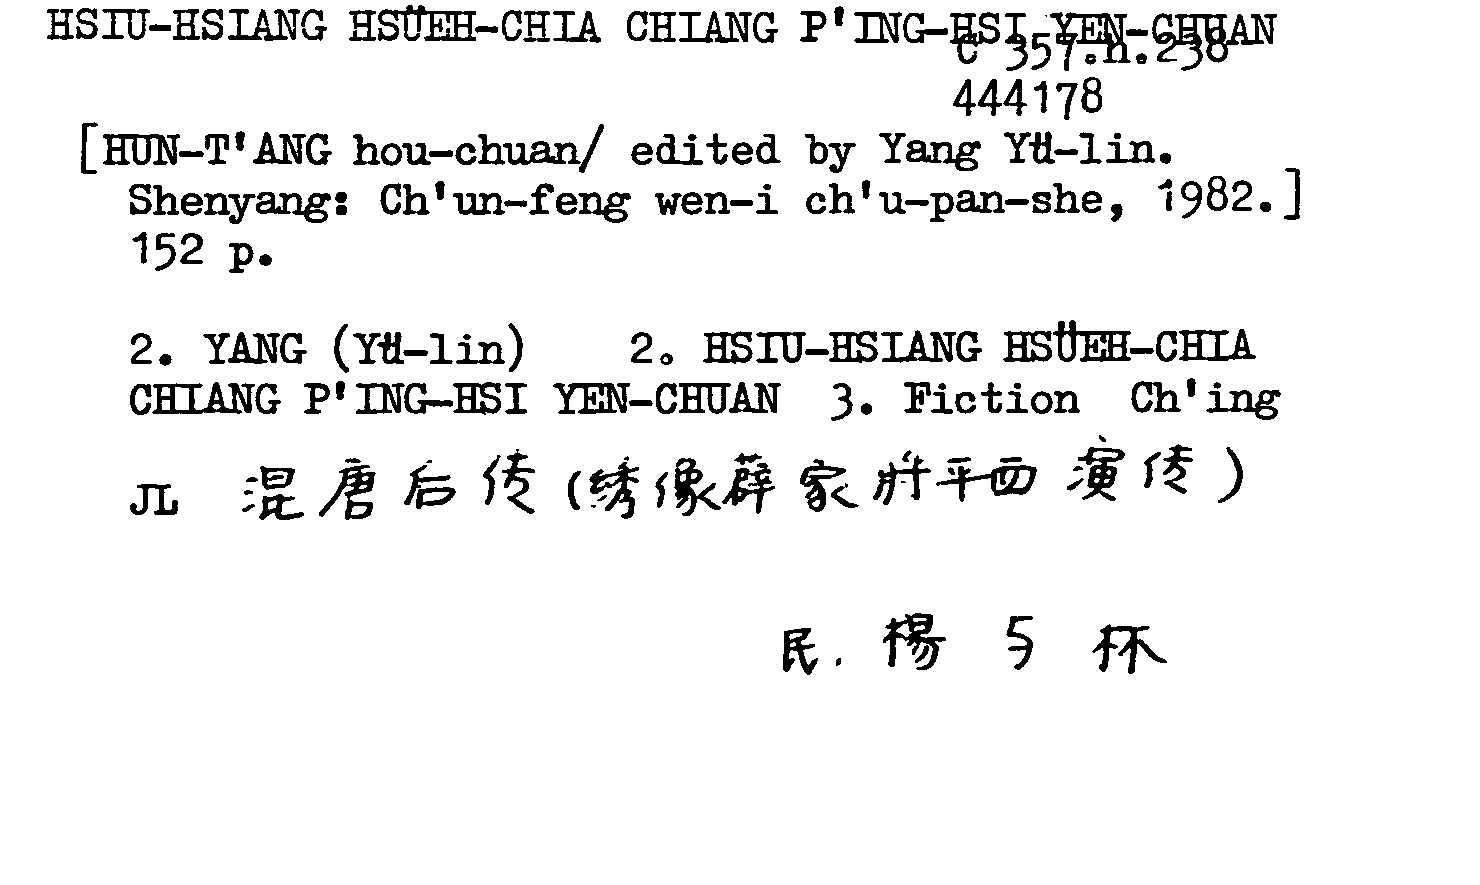 HSIU-HSIANG HSÜEH-CHIA CHIANG P'ING-HSI YEN-CHUAN
C 357.n.238
444178
[HUN-T'ANG hou-chuan/ edited by Yang Yü-lin.
Shenyang: Ch'un-feng wen-i ch'u-pan-she, 1982.]
152 p.
2. YANG (Yü-lin) 2. HSIU-HSIANG HSÜEH-CHIA
CHIANG P'ING-HSI YEN-CHUAN 3. Fiction Ch'ing
JL 混唐后传(绣像薛家将平西演传)
民. 楊与林